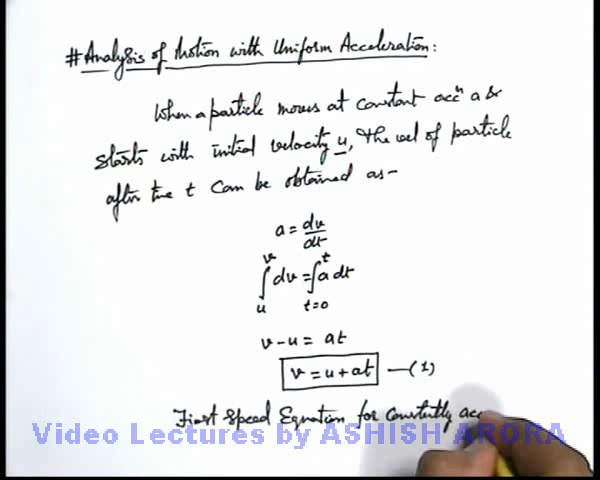 # Analysis of Motion with Uniform Acceleration:
When a particle moves at constant accⁿ a &
starts with initial velocity u, the vel of particle
after time t can be obtained as–
a = dv/dt
∫ᵤᵛ dv = ∫ₜ₌₀ᵗ a dt
v - u = at
v = u + at —(1)
First Speed Equation for Constantly acc
Video Lectures by ASHISH ARORA